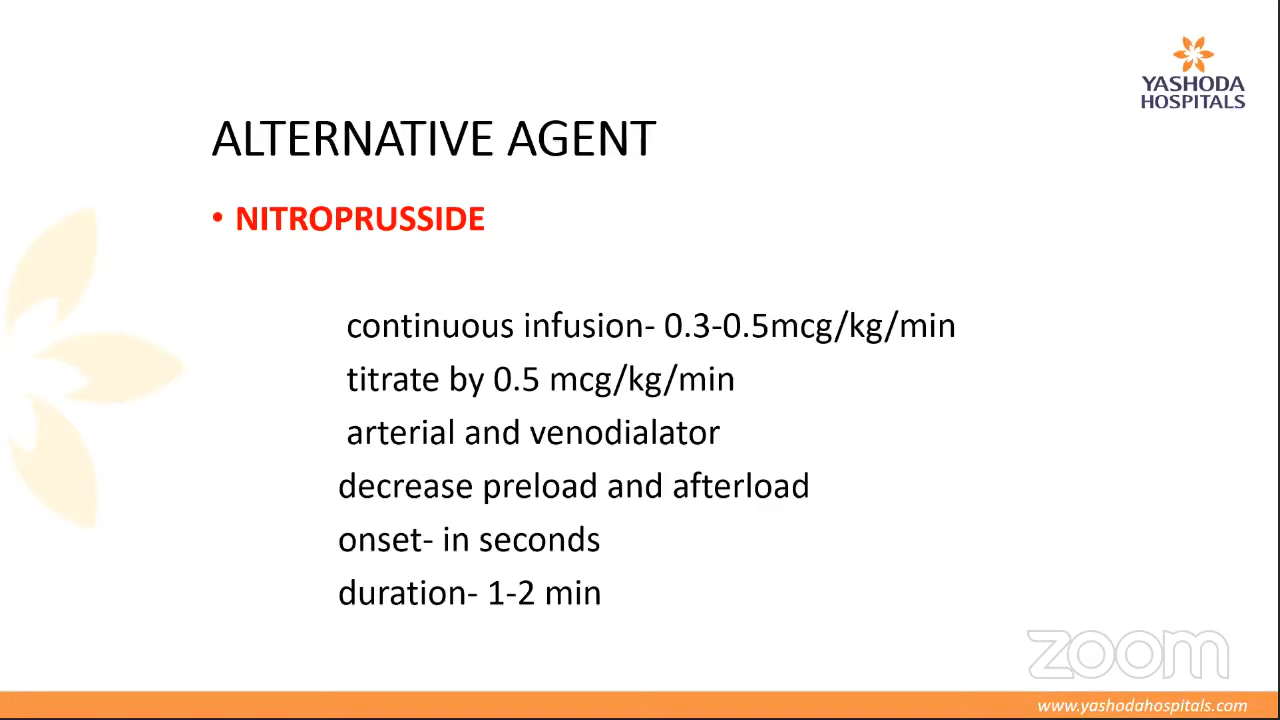 YASHODA
HOSPITALS
ALTERNATIVE AGENT
• NITROPRUSSIDE
continuous infusion- 0.3-0.5mcg/kg/min
titrate by 0.5 mcg/kg/min
arterial and venodialator
decrease preload and afterload
onset- in seconds
duration- 1-2 min
zoom
www.yashodahospitals.com